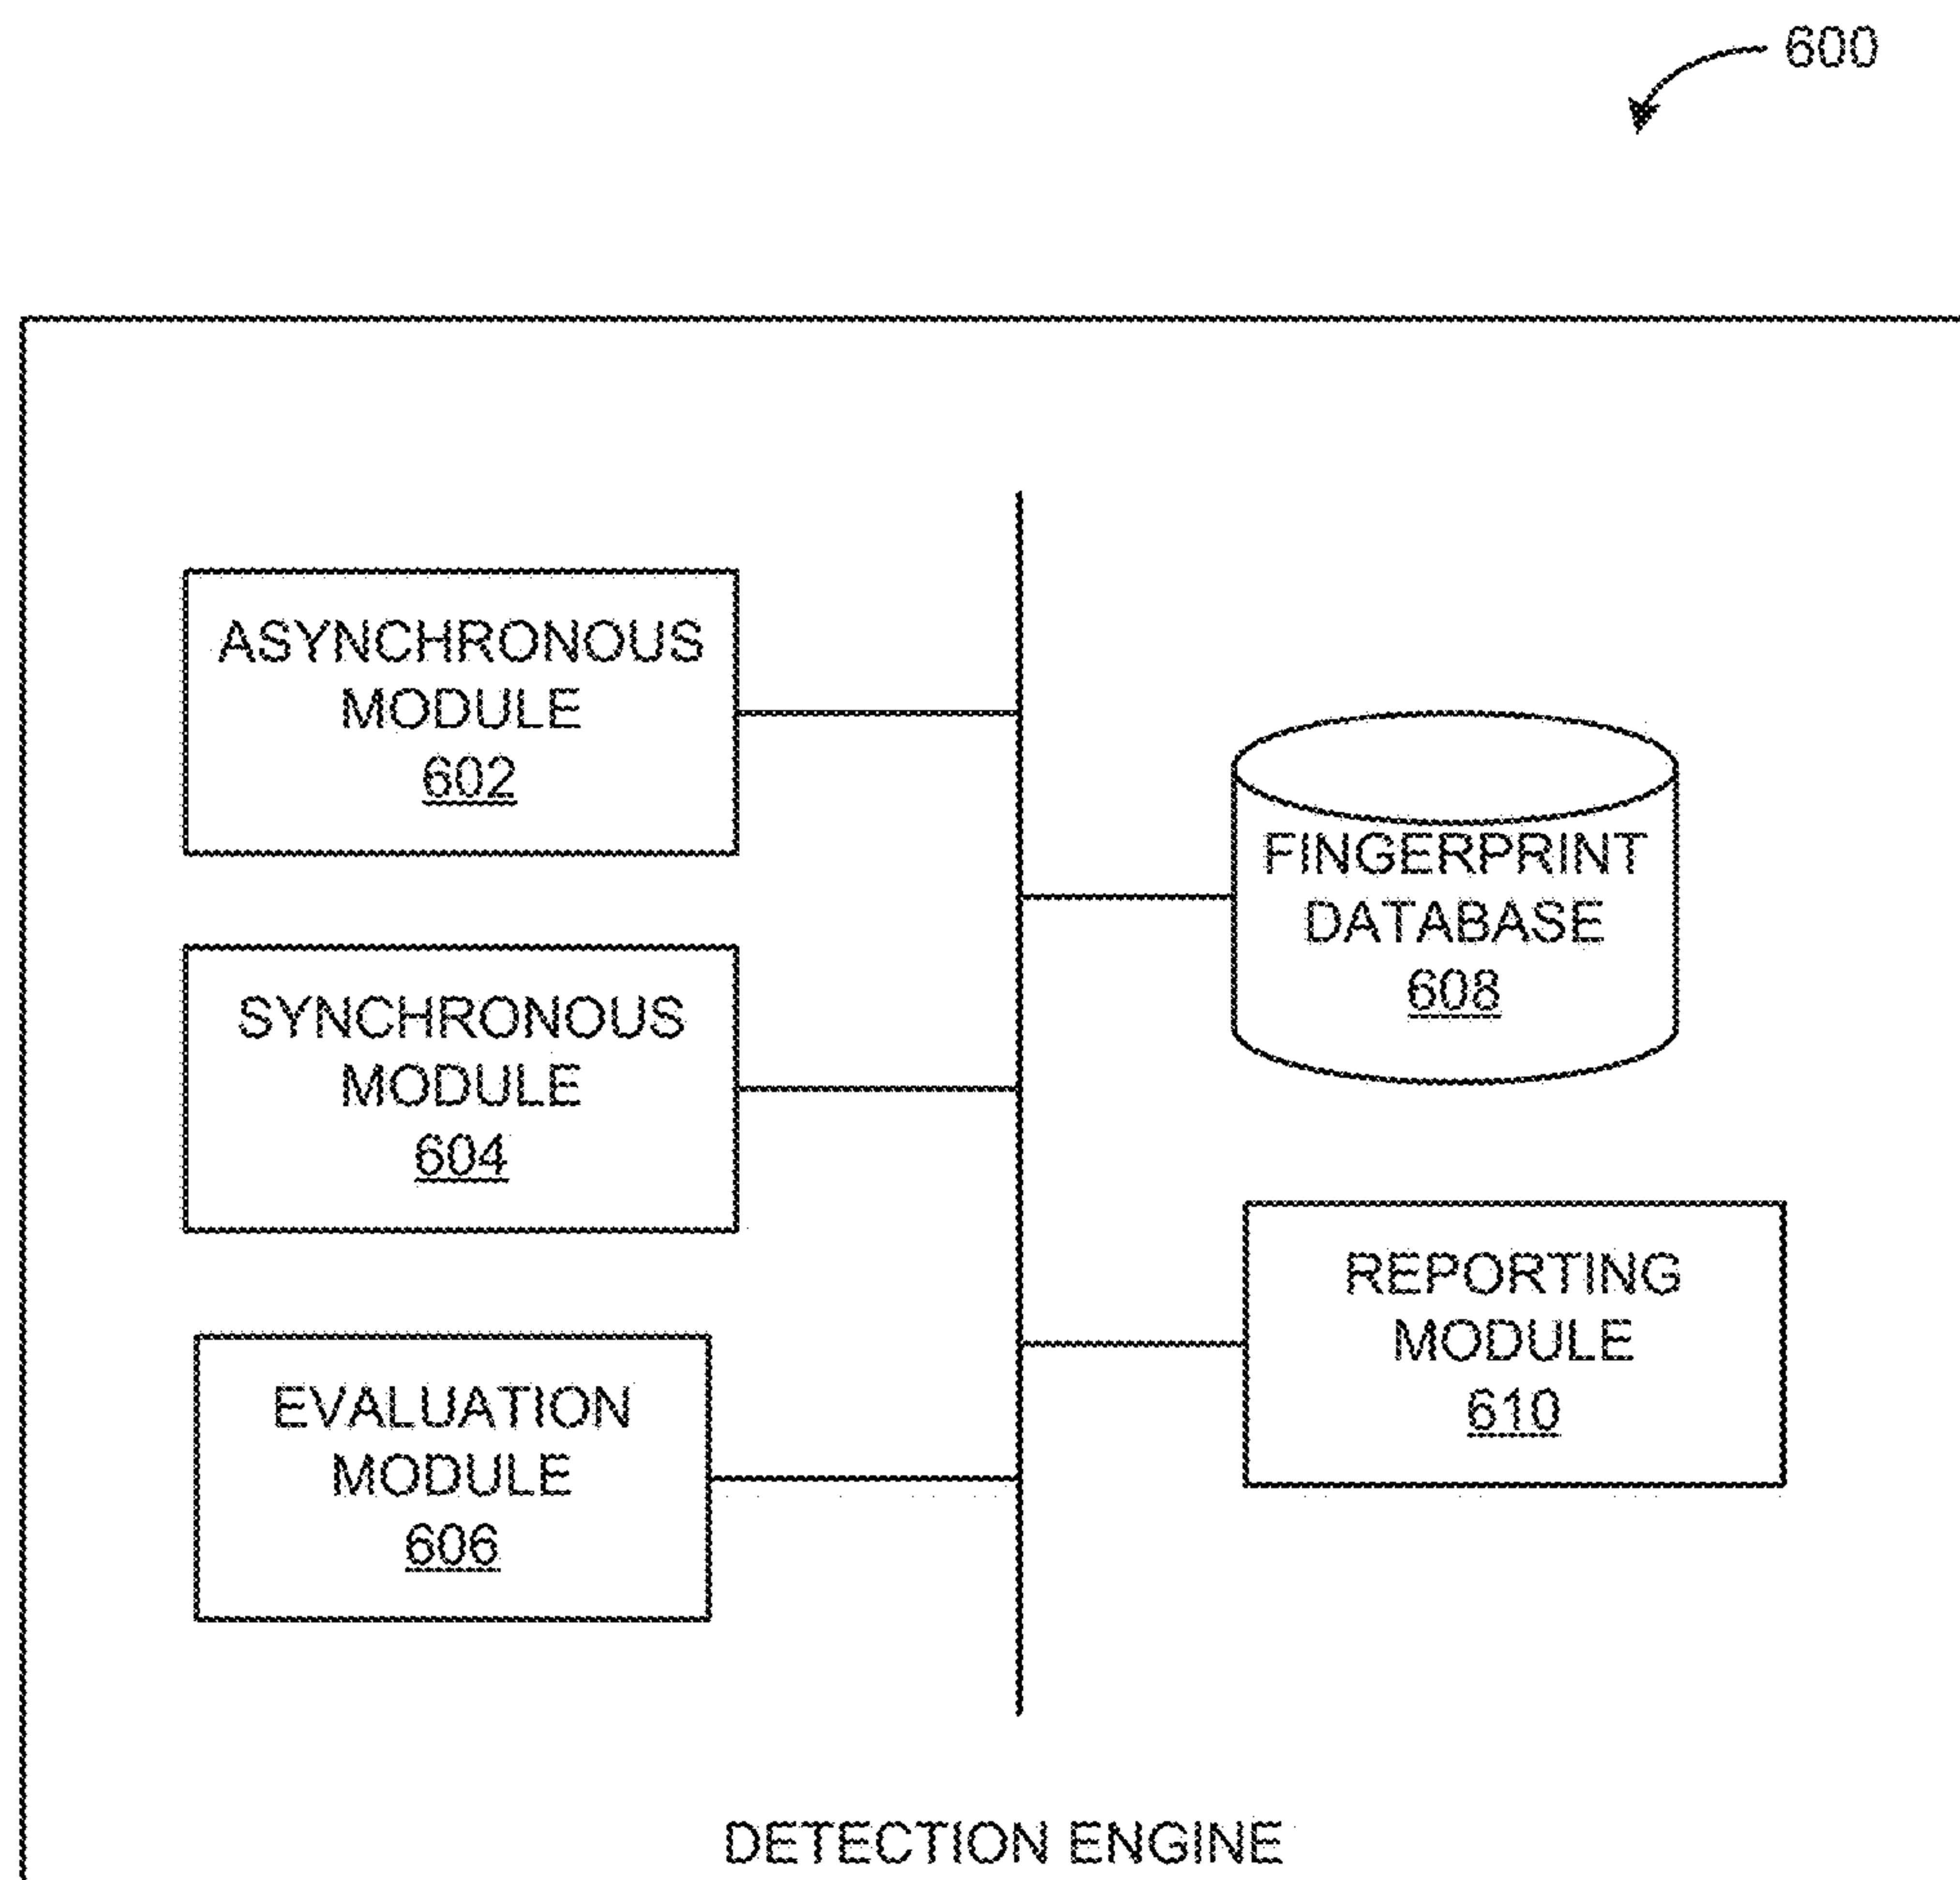 600
ASYNCHRONOUS
MODULE
602
SYNCHRONOUS
MODULE
604
EVALUATION
MODULE
606
FINGERPRINT
DATABASE
608
REPORTING
MODULE
610
DETECTION ENGINE